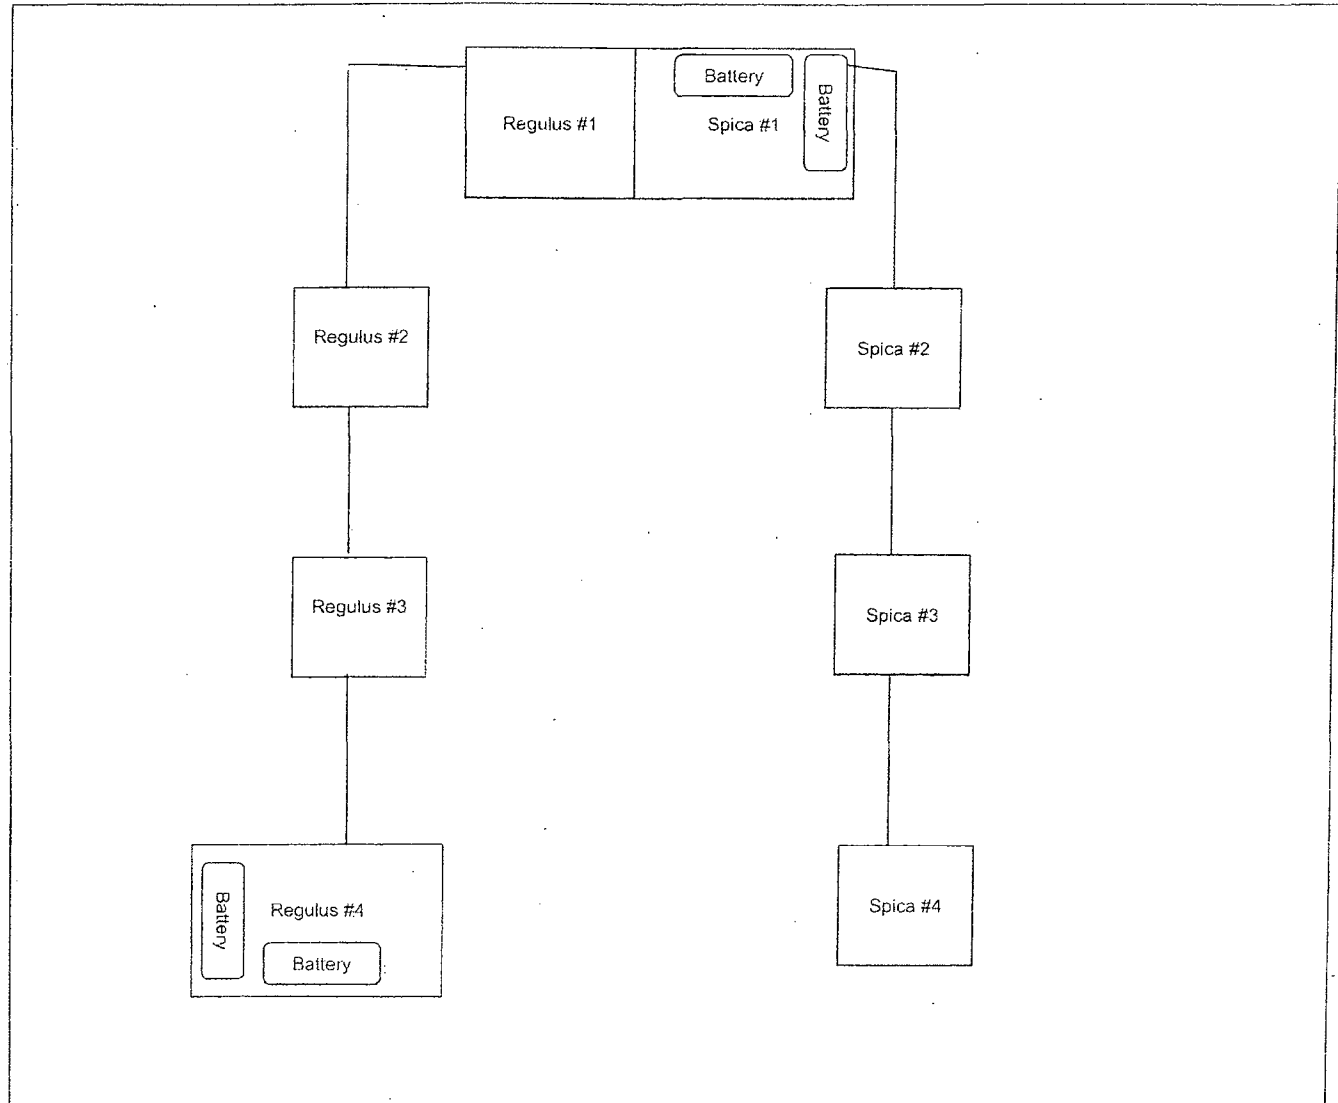 Battery
Battery
Regulus #1
Spica #1
Regulus #2
Spica #2
Regulus #3
Spica #3
Battery
Regulus #4
Spica #4
Battery